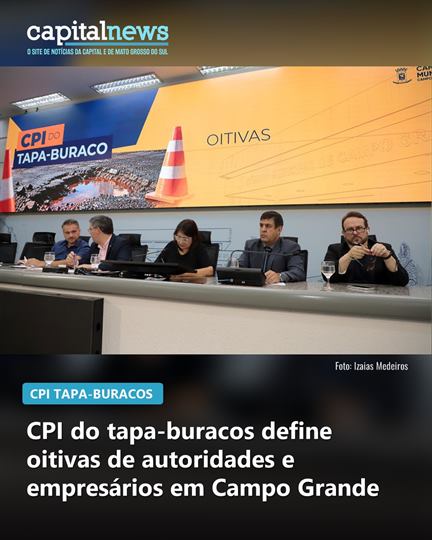 capitalnews
O SITE DE NOTÍCIAS DA CAPITAL E DE MATO GROSSO DO SUL
CPI DO
TAPA-BURACO
OITIVAS
Foto: Izaias Medeiros
CPI TAPA-BURACOS
CPI do tapa-buracos define
oitivas de autoridades e
empresários em Campo Grande